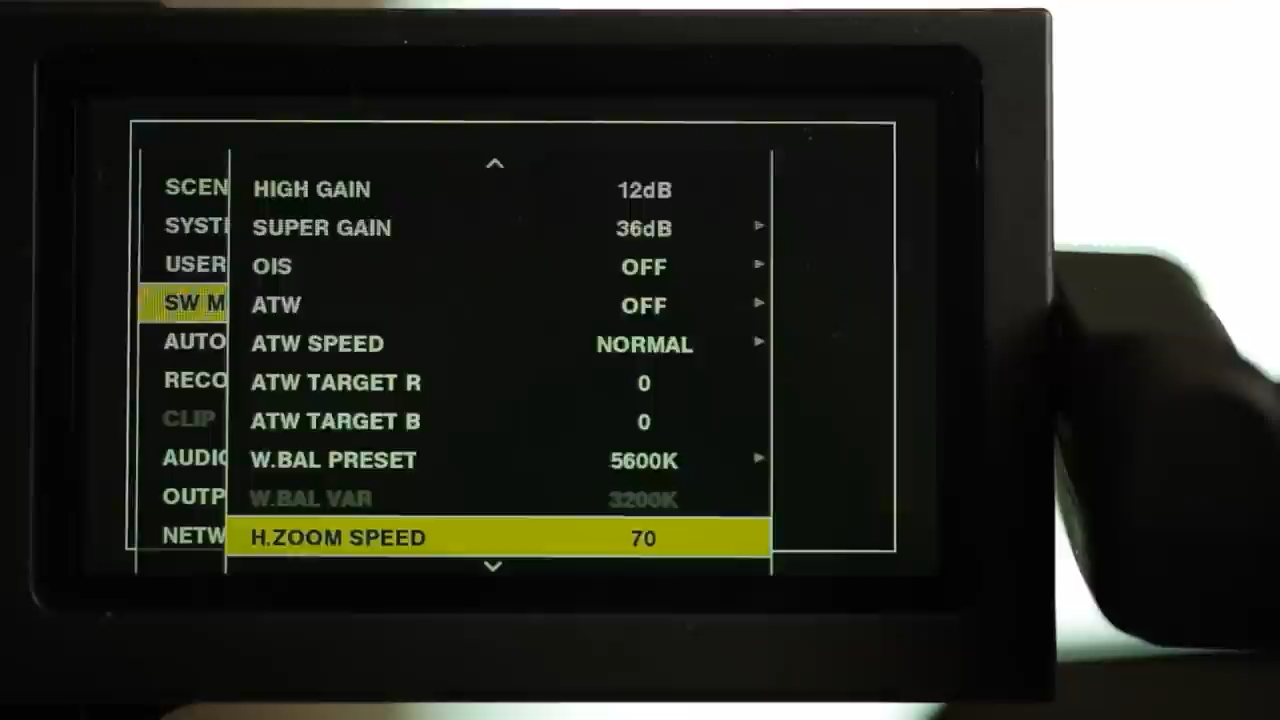 SCEN HIGH GAIN 12dB
SYST SUPER GAIN 36dB
USER OIS OFF
SW M ATW OFF
AUTO ATW SPEED NORMAL
RECO ATW TARGET R 0
CLIP ATW TARGET B 0
AUDIO W.BAL PRESET 5600K
OUTP W.BAL VAR 3200K
NETW H.ZOOM SPEED 70